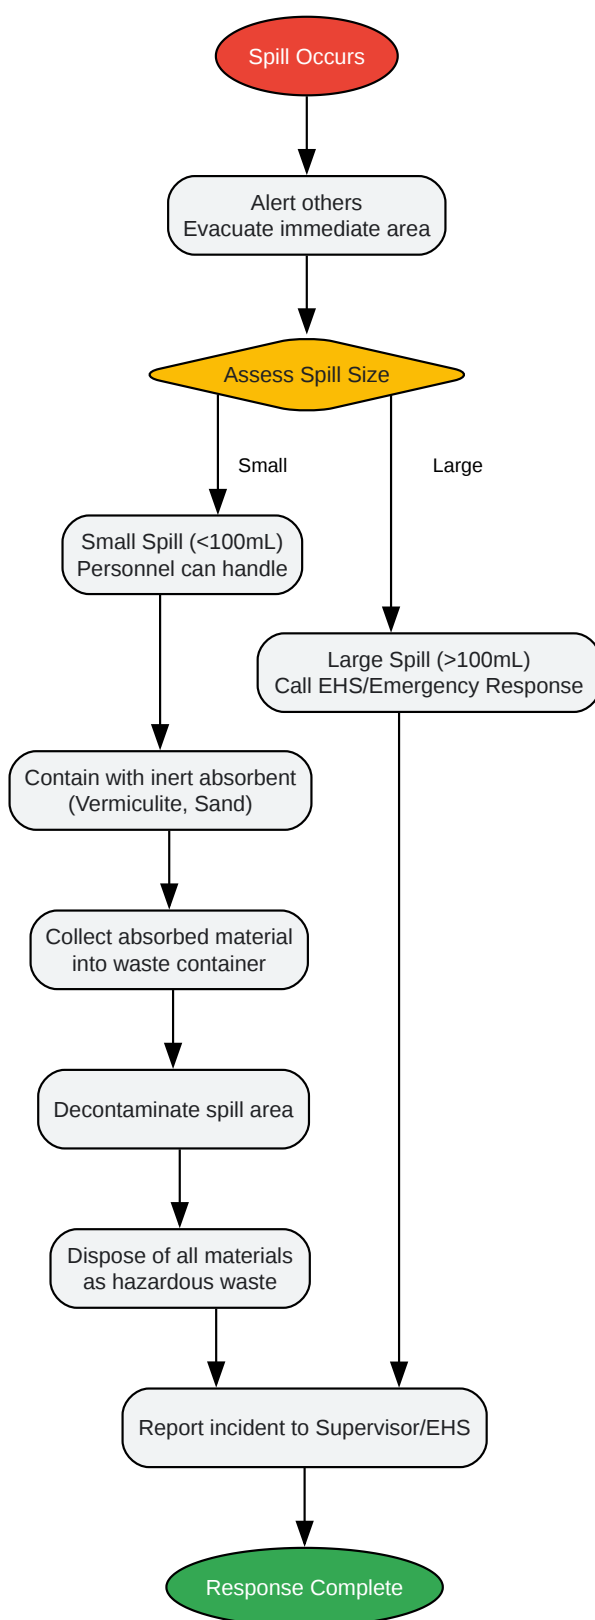 Spill Occurs
Alert others
Evacuate immediate area
Assess Spill Size
Small
Large
Small Spill (<100mL)
Personnel can handle
Large Spill (>100mL)
Call EHS/Emergency Response
Contain with inert absorbent
(Vermiculite, Sand)
Collect absorbed material
into waste container
Decontaminate spill area
Dispose of all materials
as hazardous waste
Report incident to Supervisor/EHS
Response Complete